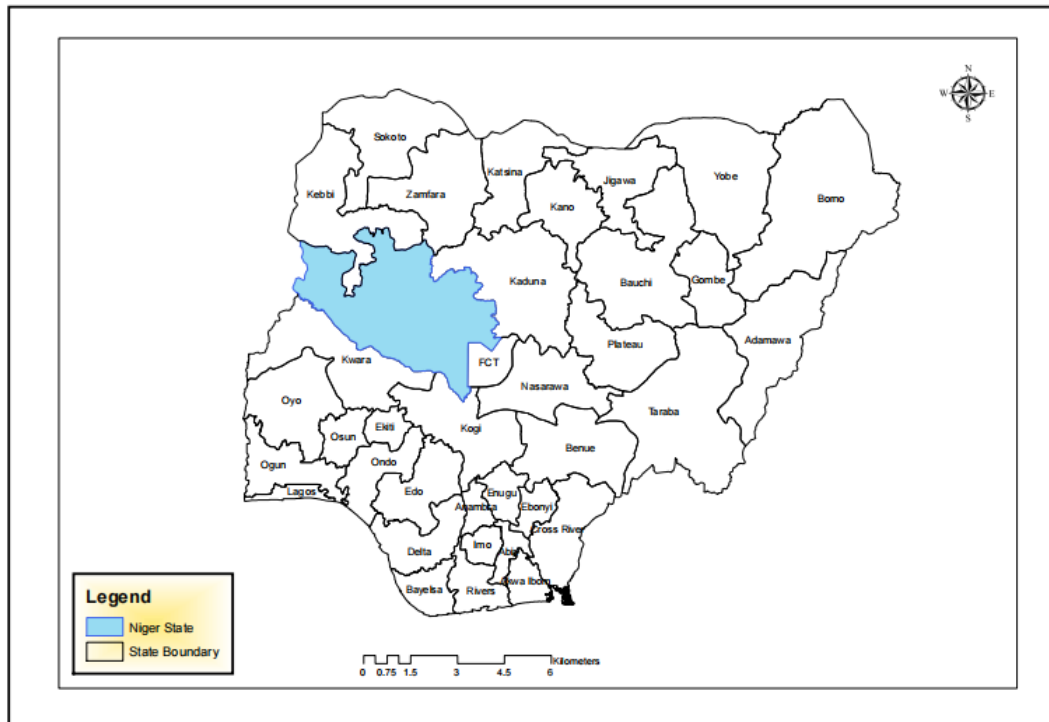 N
W E
S
Sokoto
Katsina
Jigawa
Yobe
Borno
Kebbi
Zamfara
Kano
Kaduna
Bauchi
Gombe
Adamawa
Plateau
Kwara
FCT
Nasarawa
Taraba
Oyo
Ekiti
Osun
Kogi
Benue
Ogun
Ondo
Lagos
Edo
Enugu
Anambra
Ebonyi
Cross River
Delta
Imo
Abia
Bayelsa
Rivers
Akwa Ibom
Legend
Niger State
State Boundary
Kilometers
0 0.75 1.5 3 4.5 6